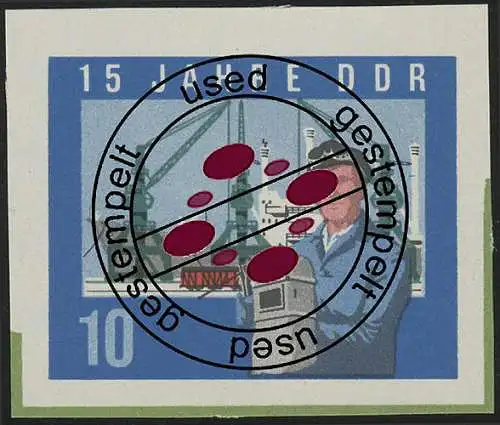 15 JAHRE DDR
used
gestempelt
gestempelt
used
10